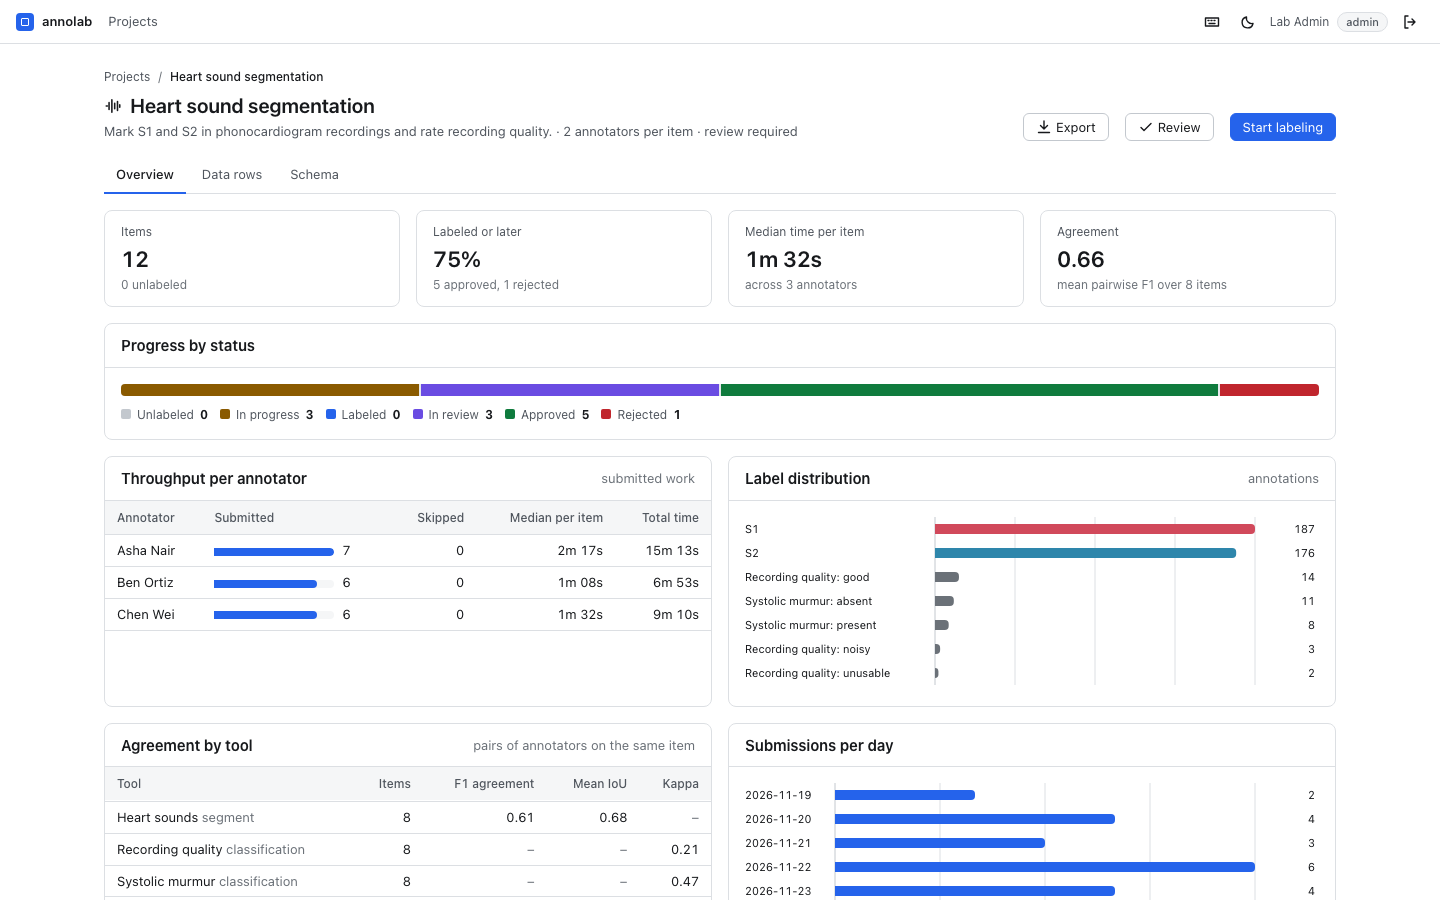 annolab Projects Lab Admin admin
Projects / Heart sound segmentation
Heart sound segmentation
Mark S1 and S2 in phonocardiogram recordings and rate recording quality. · 2 annotators per item · review required
Export Review Start labeling
Overview Data rows Schema
Items
12
0 unlabeled
Labeled or later
75%
5 approved, 1 rejected
Median time per item
1m 32s
across 3 annotators
Agreement
0.66
mean pairwise F1 over 8 items
Progress by status
Unlabeled 0 In progress 3 Labeled 0 In review 3 Approved 5 Rejected 1
Throughput per annotator submitted work
Annotator Submitted Skipped Median per item Total time
Asha Nair 7 0 2m 17s 15m 13s
Ben Ortiz 6 0 1m 08s 6m 53s
Chen Wei 6 0 1m 32s 9m 10s
Label distribution annotations
S1 187
S2 176
Recording quality: good 14
Systolic murmur: absent 11
Systolic murmur: present 8
Recording quality: noisy 3
Recording quality: unusable 2
Agreement by tool pairs of annotators on the same item
Tool Items F1 agreement Mean IoU Kappa
Heart sounds segment 8 0.61 0.68 –
Recording quality classification 8 – – 0.21
Systolic murmur classification 8 – – 0.47
Submissions per day
2026-11-19 2
2026-11-20 4
2026-11-21 3
2026-11-22 6
2026-11-23 4